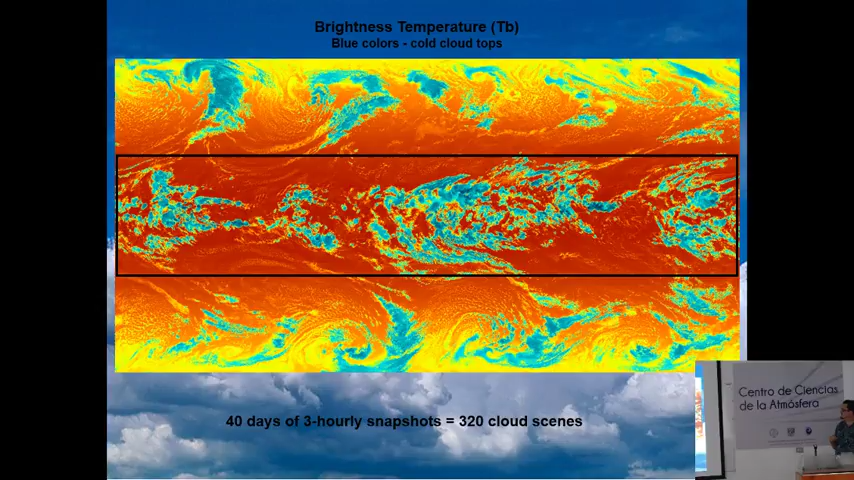 Brightness Temperature (Tb)
Blue colors - cold cloud tops
40 days of 3-hourly snapshots = 320 cloud scenes
Centro de Ciencias
de la Atmósfera